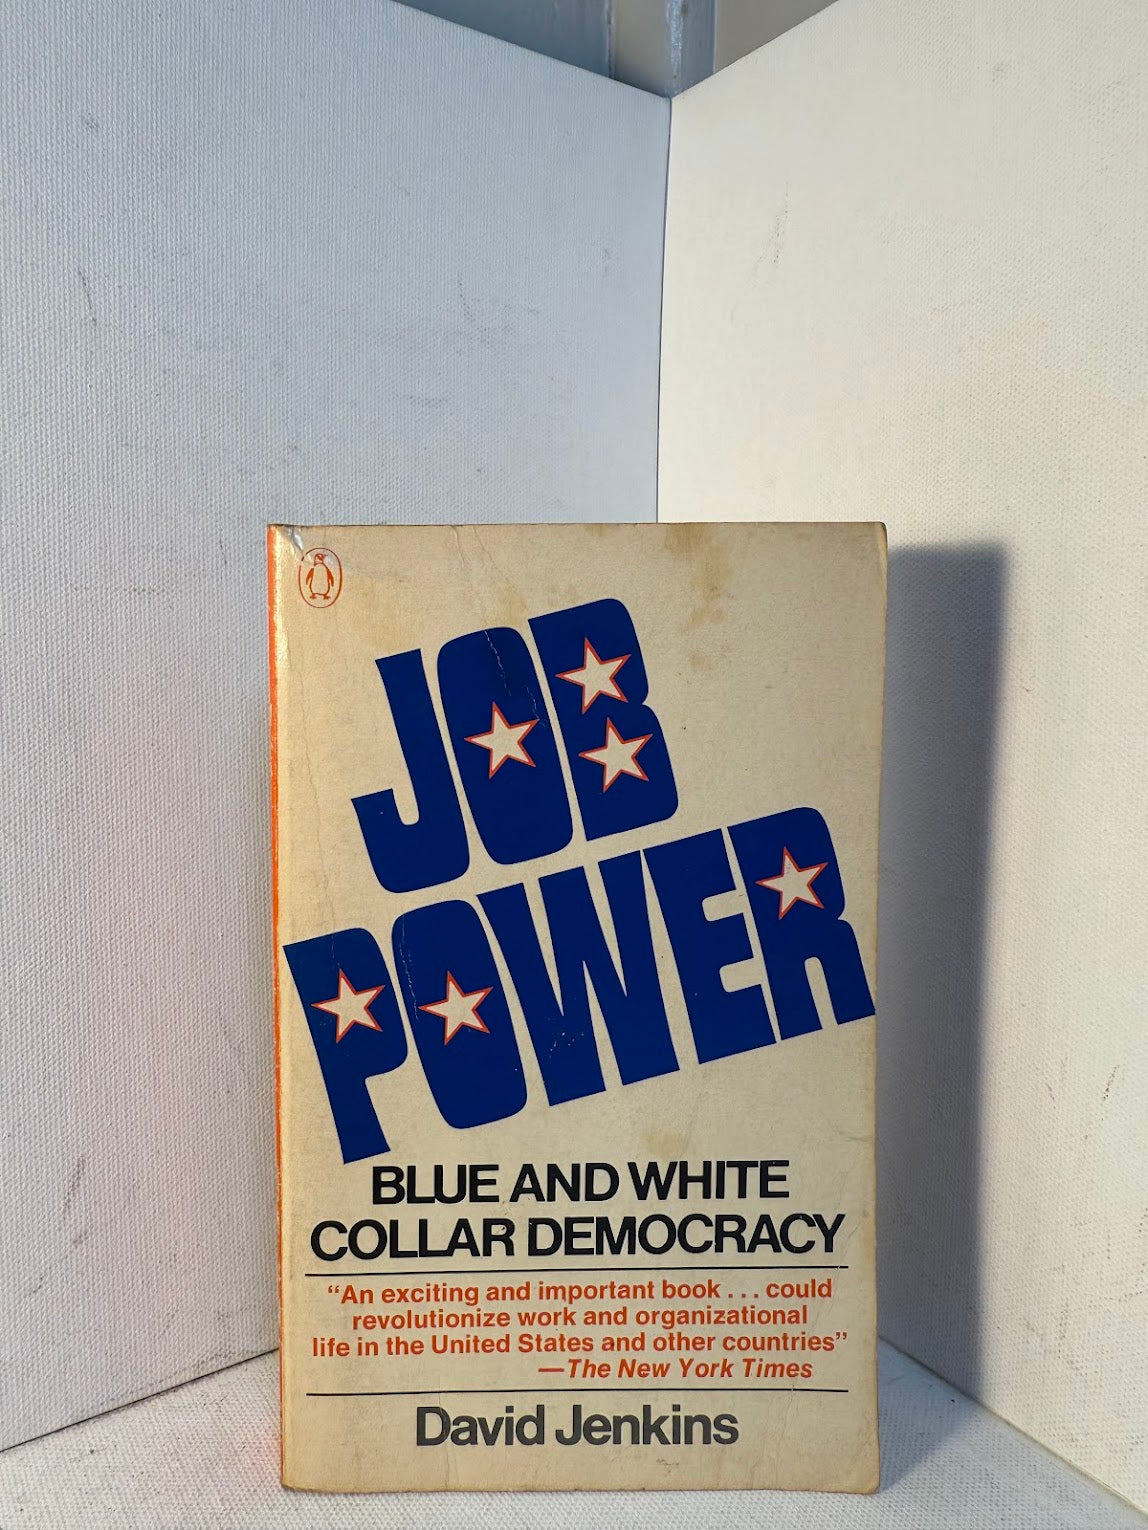 JOB
POWER
BLUE AND WHITE
COLLAR DEMOCRACY
“An exciting and important book . . . could
revolutionize work and organizational
life in the United States and other countries”
—The New York Times
David Jenkins